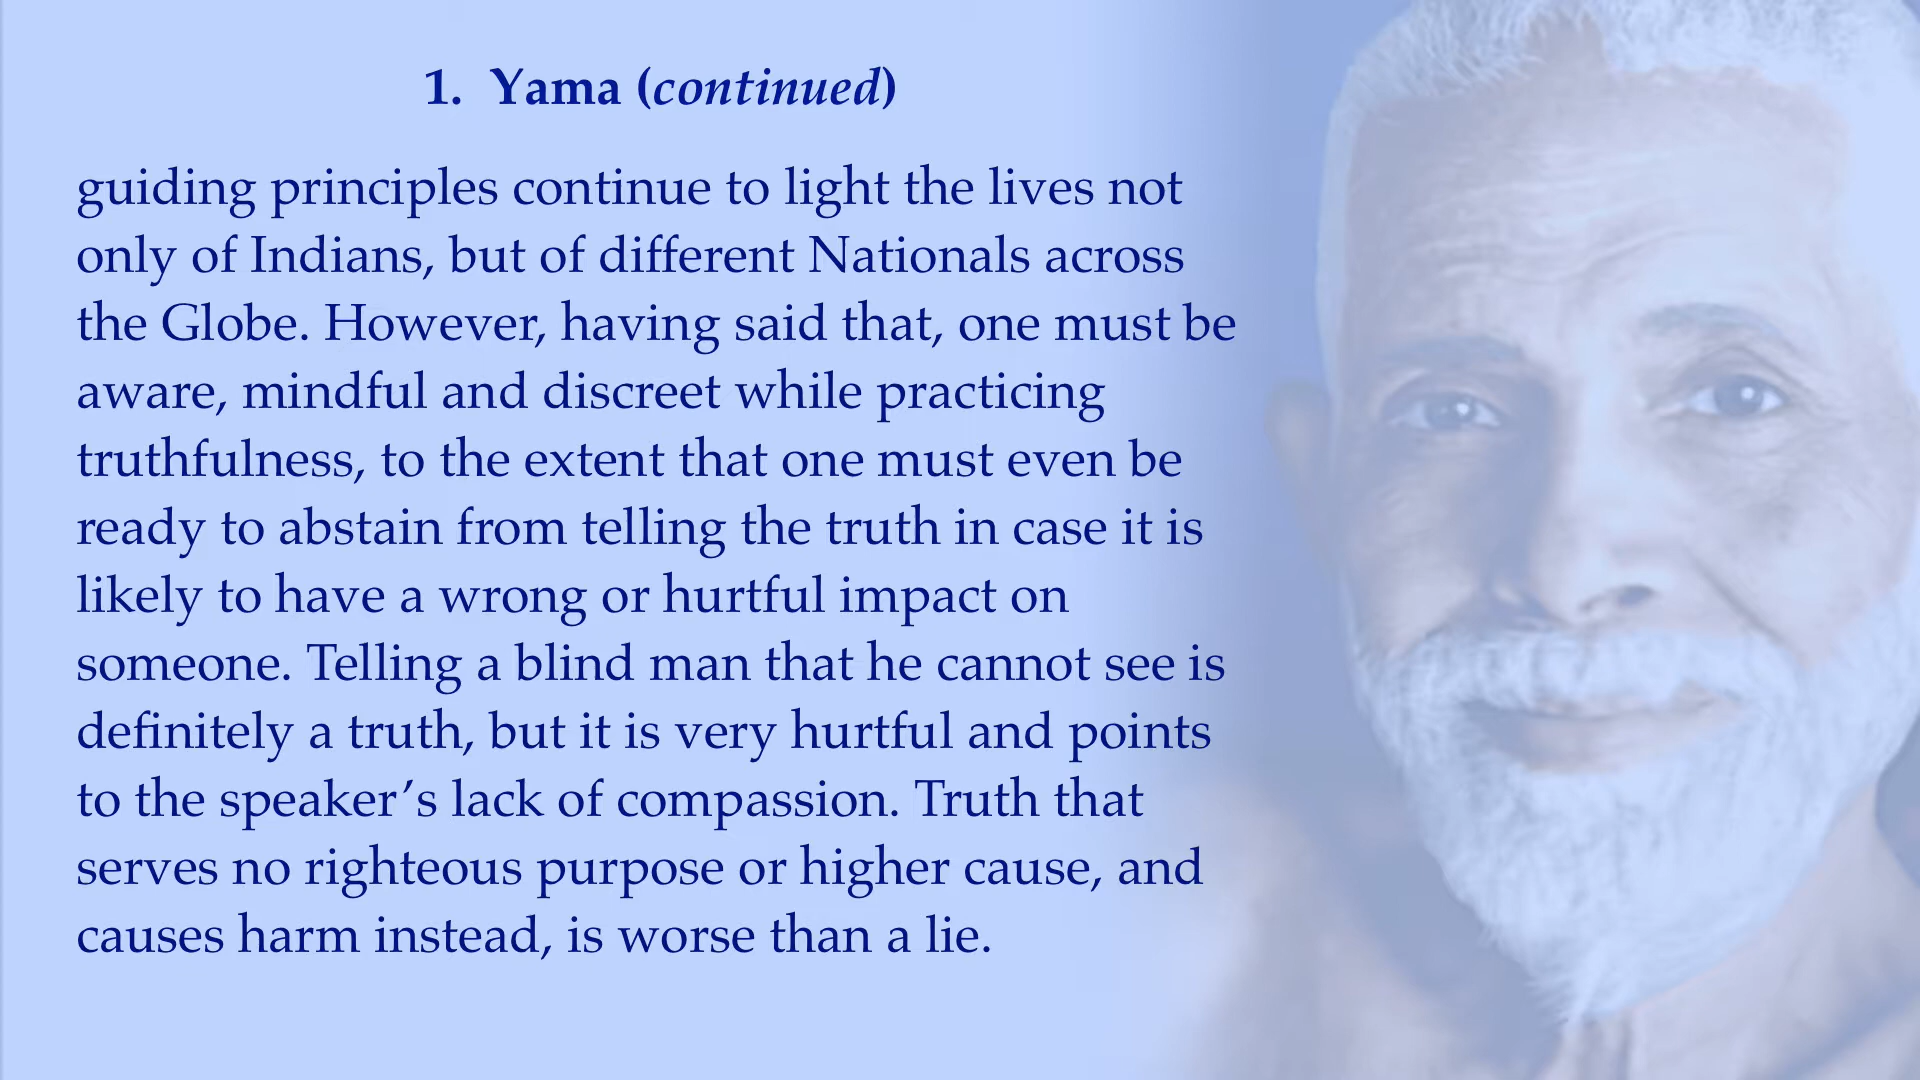 1. Yama (continued)
guiding principles continue to light the lives not
only of Indians, but of different Nationals across
the Globe. However, having said that, one must be
aware, mindful and discreet while practicing
truthfulness, to the extent that one must even be
ready to abstain from telling the truth in case it is
likely to have a wrong or hurtful impact on
someone. Telling a blind man that he cannot see is
definitely a truth, but it is very hurtful and points
to the speaker’s lack of compassion. Truth that
serves no righteous purpose or higher cause, and
causes harm instead, is worse than a lie.